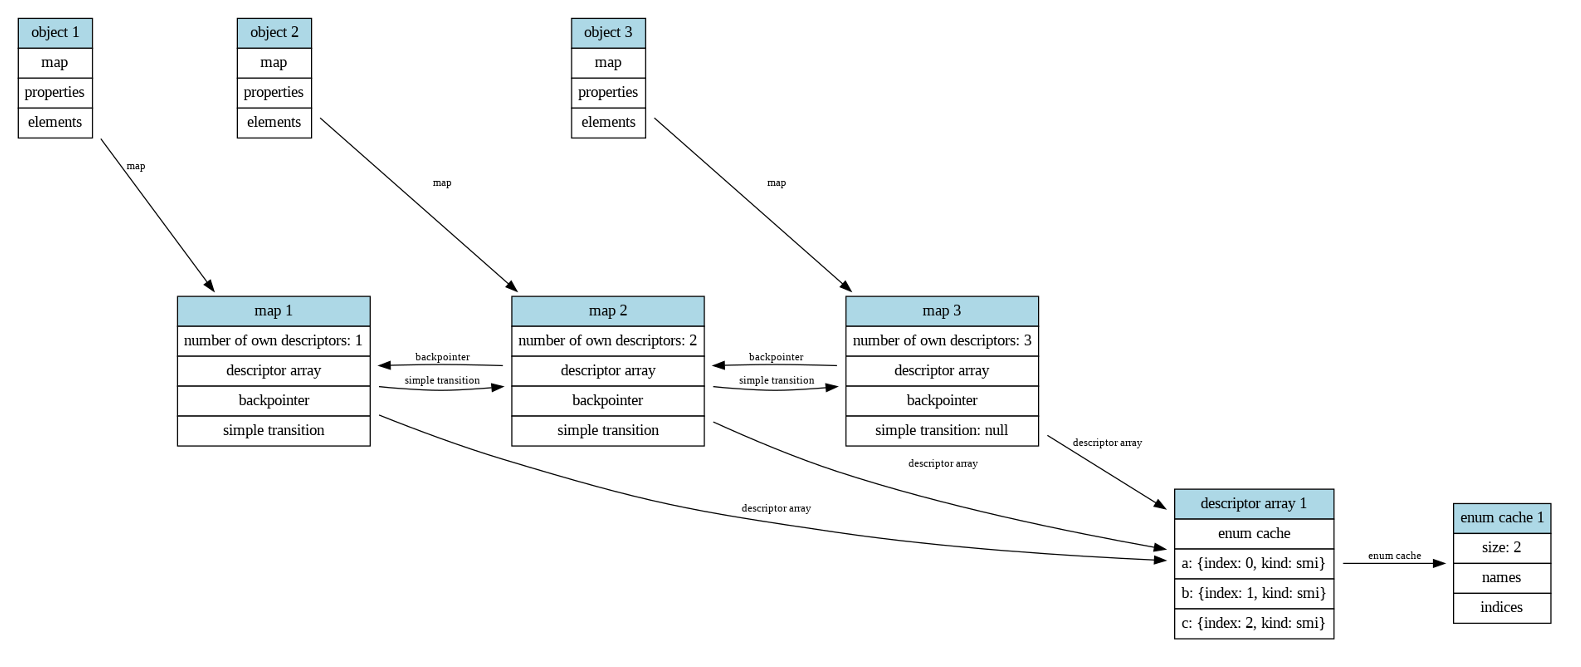 object 1
map
properties
elements
object 2
map
properties
elements
object 3
map
properties
elements
map
map
map
map 1
number of own descriptors: 1
descriptor array
backpointer
simple transition
backpointer
simple transition
map 2
number of own descriptors: 2
descriptor array
backpointer
simple transition
backpointer
simple transition
map 3
number of own descriptors: 3
descriptor array
backpointer
simple transition: null
descriptor array
descriptor array
descriptor array
descriptor array 1
enum cache
a: {index: 0, kind: smi}
b: {index: 1, kind: smi}
c: {index: 2, kind: smi}
enum cache
enum cache 1
size: 2
names
indices